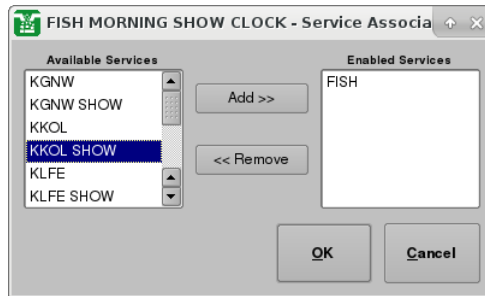 FISH MORNING SHOW CLOCK - Service Associa
Available Services
Enabled Services
KGNW
KGNW SHOW
KKOL
KKOL SHOW
KLFE
KLFE SHOW
Add >>
<< Remove
FISH
OK
Cancel